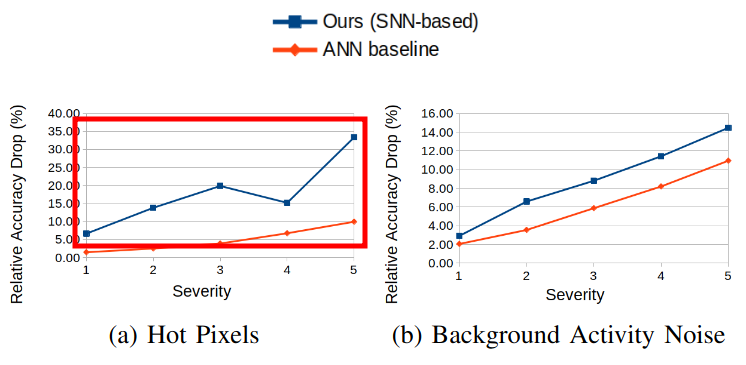 Ours (SNN-based)
ANN baseline
Relative Accuracy Drop (%)
40.00
35.00
30.00
25.00
20.00
15.00
10.00
5.00
0.00
1 2 3 4 5
Severity
(a) Hot Pixels
Relative Accuracy Drop (%)
16.00
14.00
12.00
10.00
8.00
6.00
4.00
2.00
0.00
1 2 3 4 5
Severity
(b) Background Activity Noise